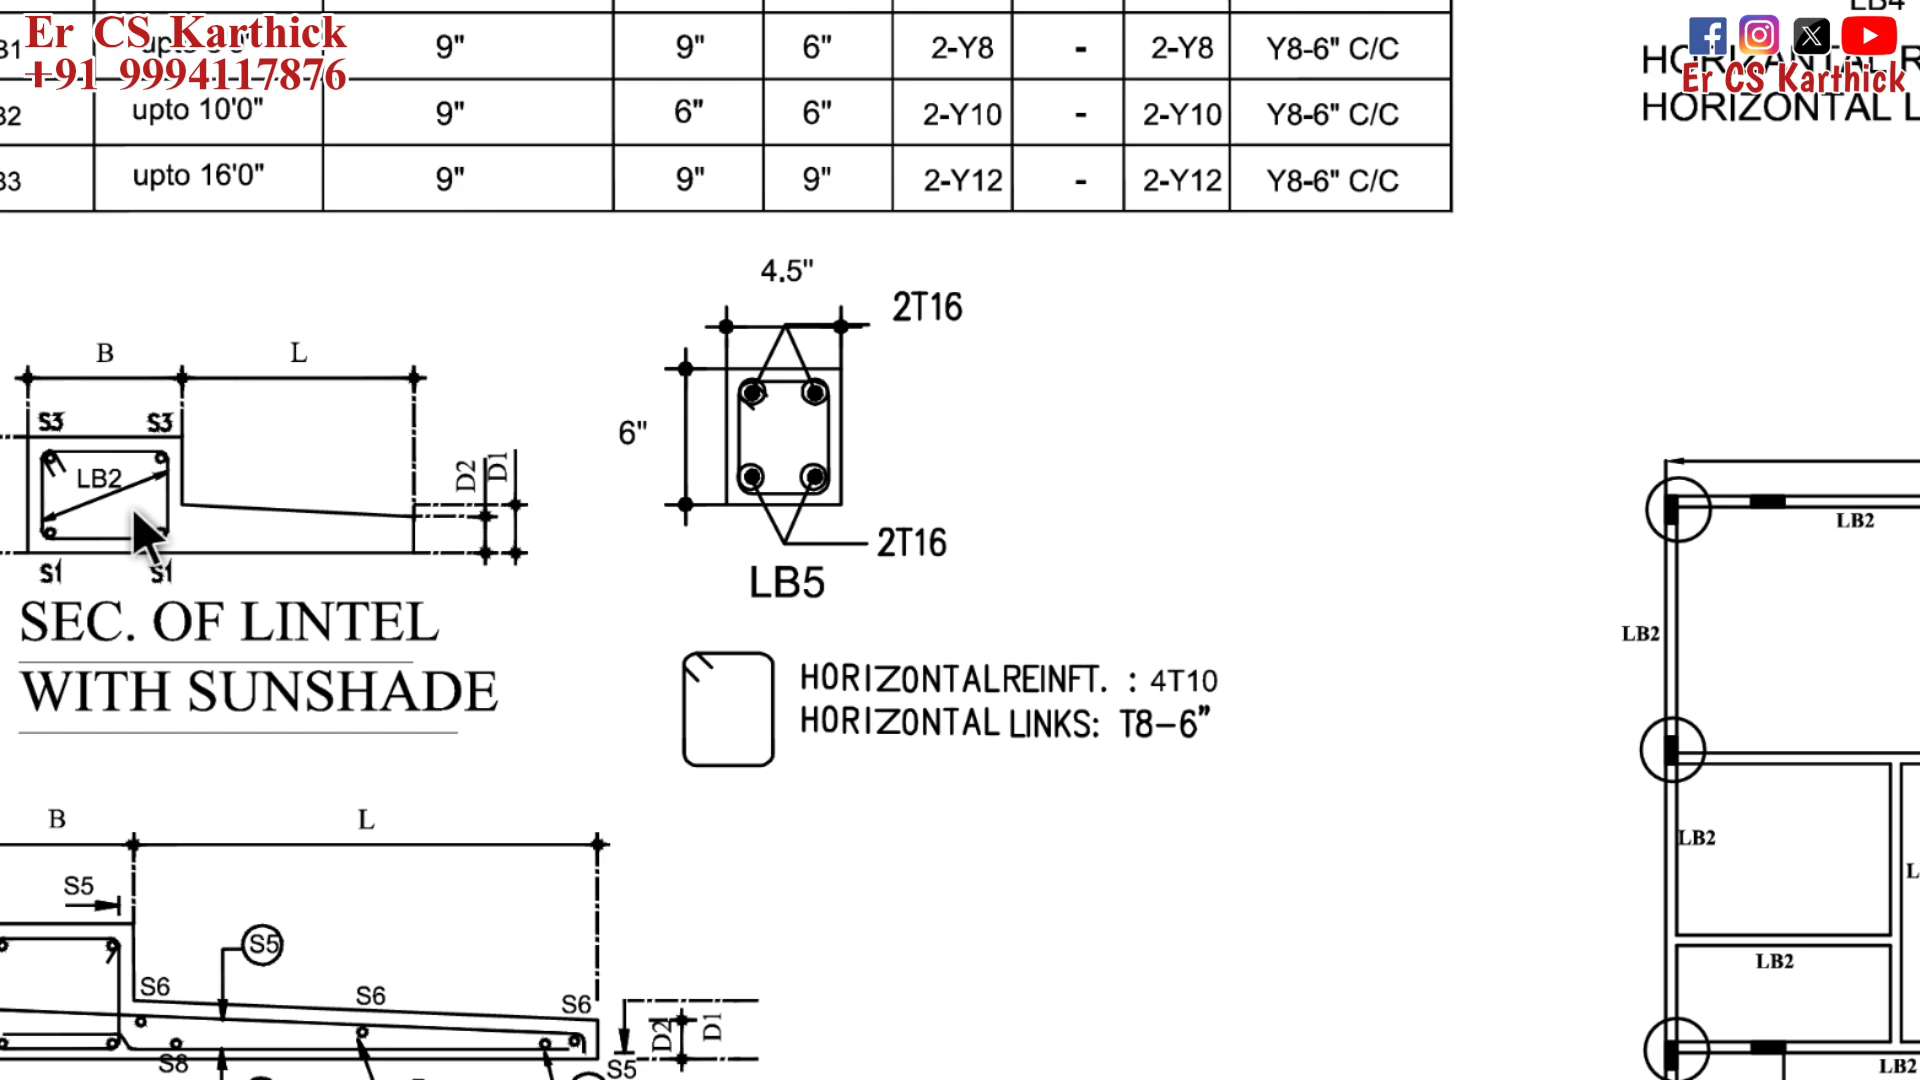 Er CS Karthick
+91 9994117876
9" 9" 6" 2-Y8 - 2-Y8 Y8-6" C/C
upto 10'0" 9" 6" 6" 2-Y10 - 2-Y10 Y8-6" C/C
upto 16'0" 9" 9" 9" 2-Y12 - 2-Y12 Y8-6" C/C
LB4
Er CS Karthick
HORIZONTAL L
4.5"
2T16
6"
2T16
LB5
HORIZONTAL REINFT. : 4T10
HORIZONTAL LINKS: T8-6"
B L
S3 S3
LB2
D2 D1
S1 S1
SEC. OF LINTEL
WITH SUNSHADE
B L
S5
S5
S6 S6 S6
D2 D1
S8
S5
LB2
LB2
LB2
LB2
LB2